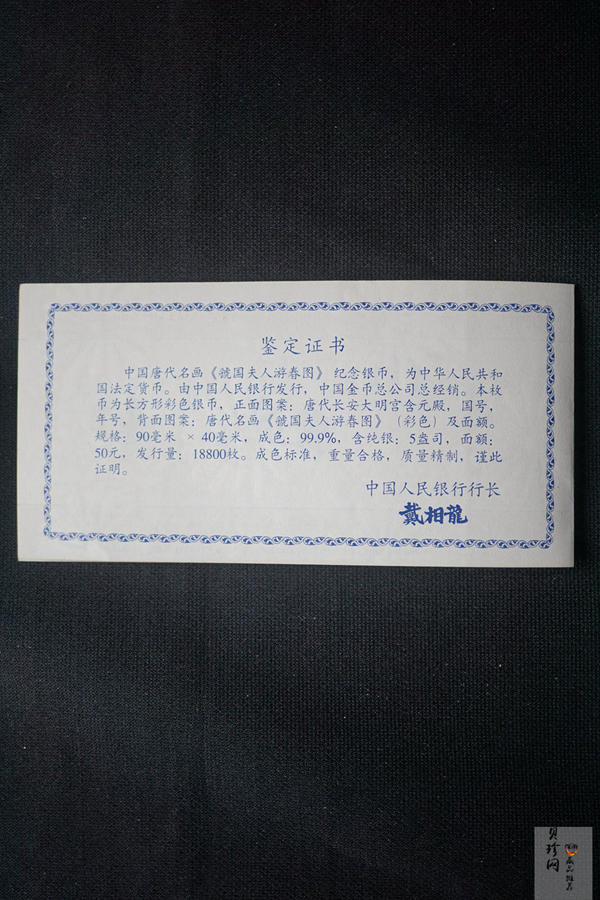 鉴定证书
中国唐代名画《虢国夫人游春图》纪念银币，为中华人民共和
国法定货币。由中国人民银行发行，中国金币总公司总经销。本枚
币为长方形彩色银币，正面图案：唐代长安大明宫含元殿，国号，
年号，背面图案：唐代名画《虢国夫人游春图》（彩色）及面额。
规格：90毫米 × 40毫米，成色：99.9%，含纯银：5盎司，面额：
50元，发行量：18800枚。成色标准，重量合格，质量精制，谨此
证明。
中国人民银行行长
戴相龍
贝珍网